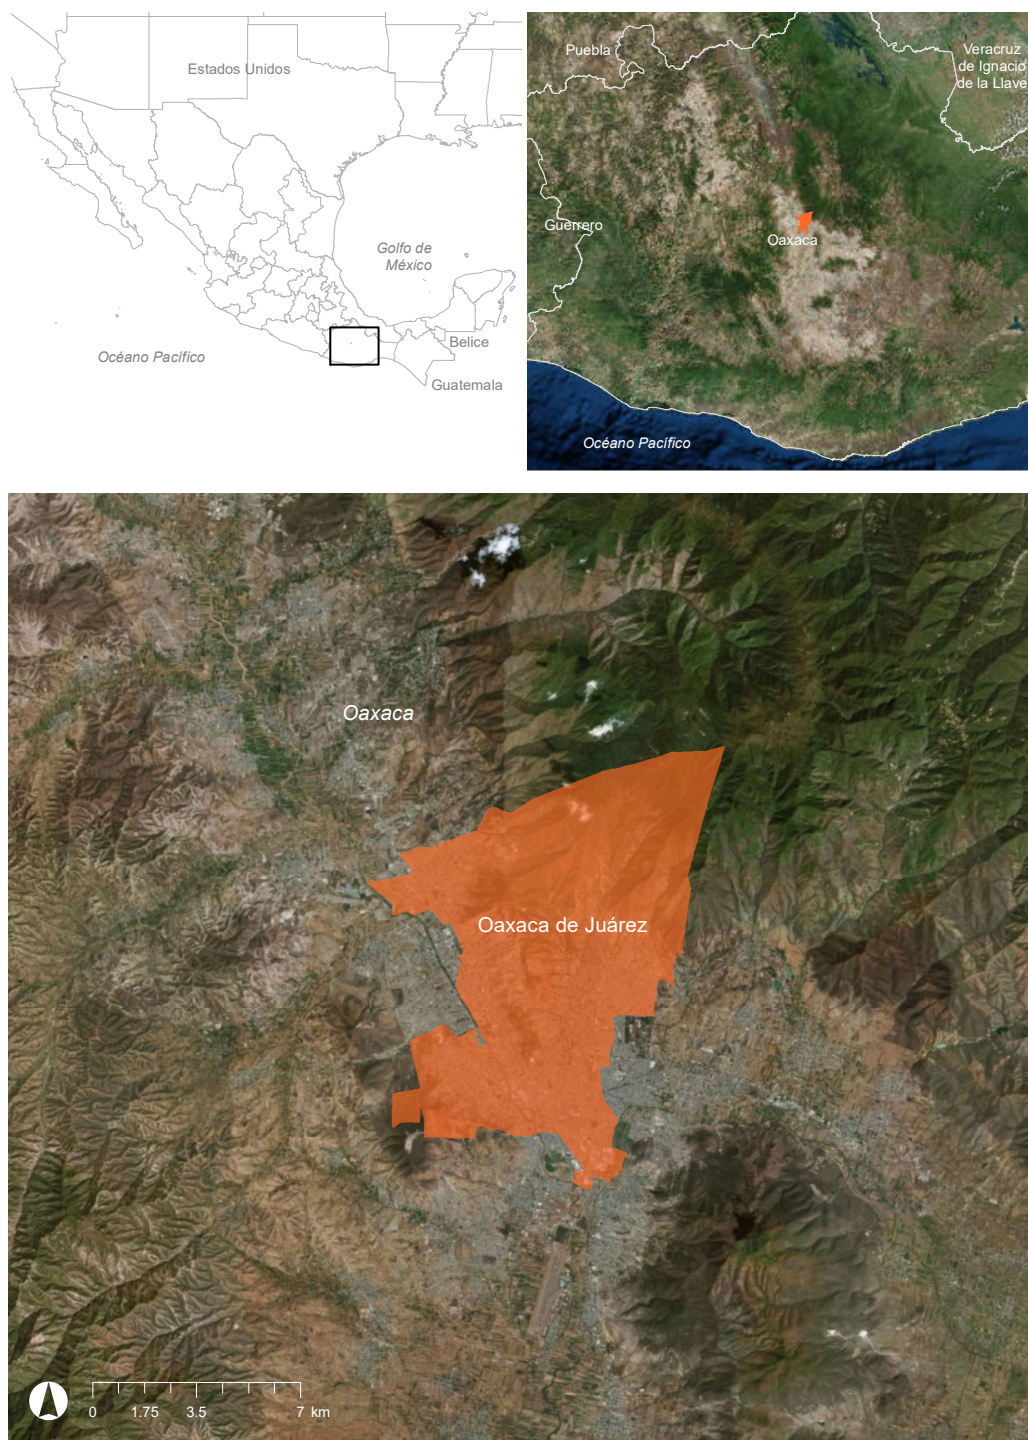 Estados Unidos
Golfo de
México
Océano Pacífico
Belice
Guatemala
Puebla
Veracruz
de Ignacio
de la Llave
Guerrero
Oaxaca
Océano Pacífico
Oaxaca
Oaxaca de Juárez
0 1.75 3.5 7 km